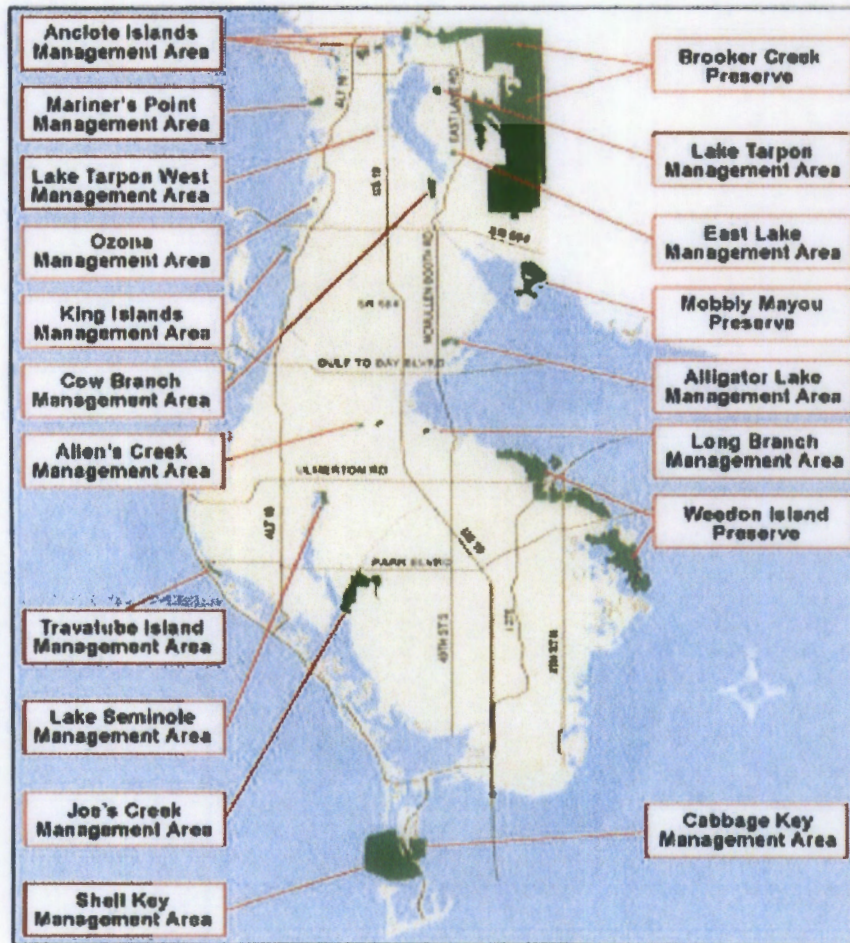 Anclote Islands
Management Area
Mariner's Point
Management Area
Lake Tarpon West
Management Area
Ozona
Management Area
King Islands
Management Area
Cow Branch
Management Area
Allen's Creek
Management Area
Travatube Island
Management Area
Lake Seminole
Management Area
Joe's Creek
Management Area
Shell Key
Management Area
Brooker Creek
Preserve
Lake Tarpon
Management Area
East Lake
Management Area
Mobbly Mayou
Preserve
Alligator Lake
Management Area
Long Branch
Management Area
Weedon Island
Preserve
Cabbage Key
Management Area
ALT 19
US 19
EAST LAKE RD
MCMULLEN BOOTH RD
SR
SR
GULF TO BAY BLVD
ULMERTON RD
ALT 19
US 19
PARK BLVD
49TH ST S
I 275